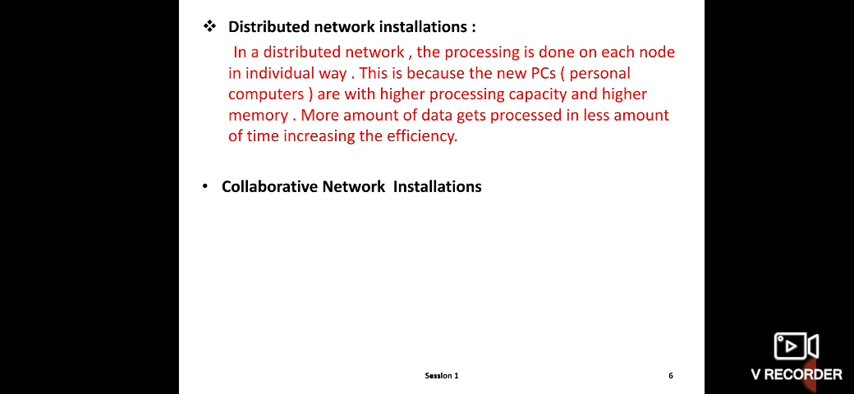 Distributed network installations :
In a distributed network , the processing is done on each node
in individual way . This is because the new PCs ( personal
computers ) are with higher processing capacity and higher
memory . More amount of data gets processed in less amount
of time increasing the efficiency.
Collaborative Network Installations
Session 1
6
V RECORDER